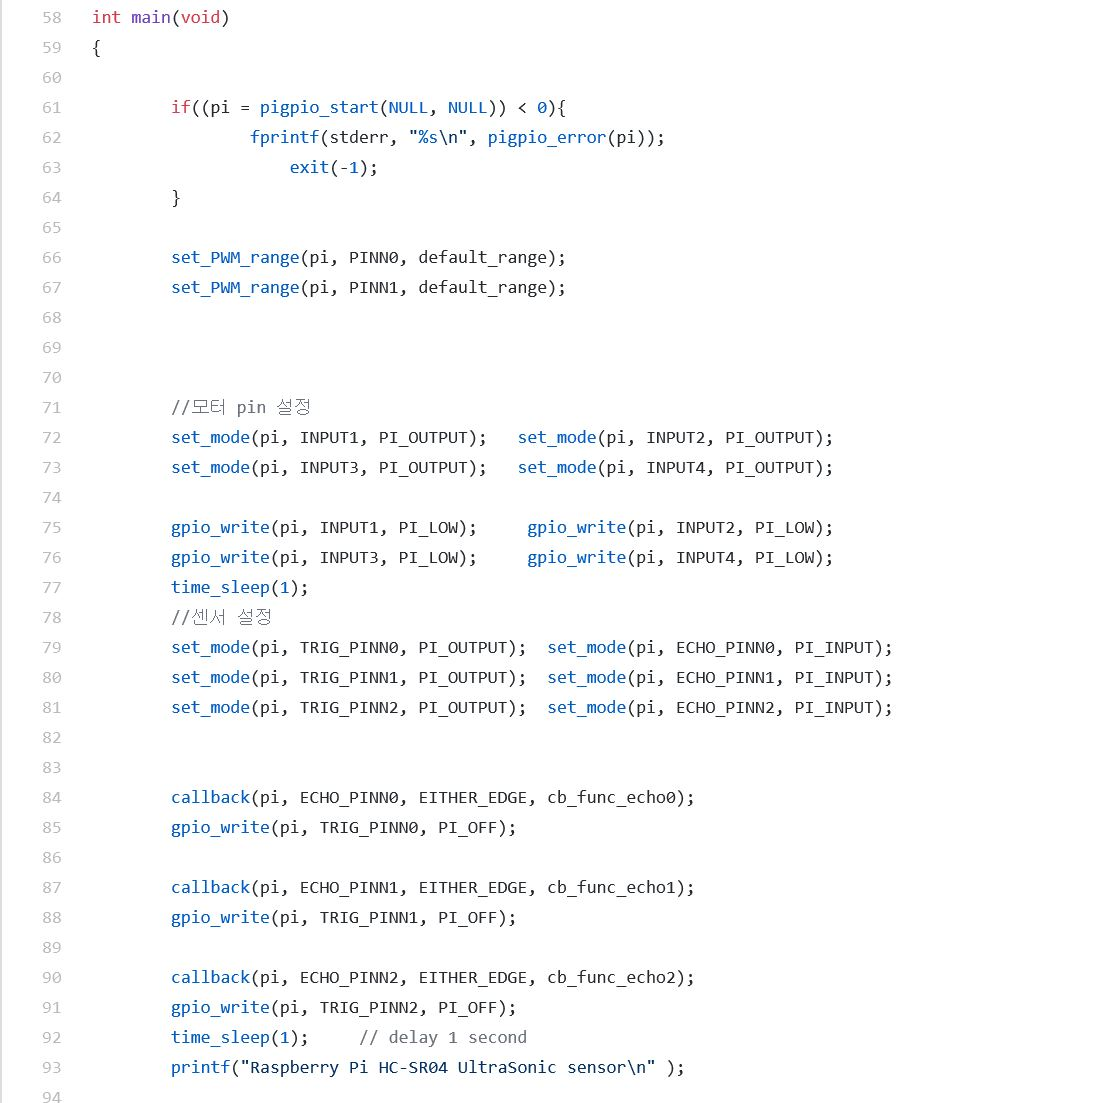 58 int main(void)
59 {
60
61 if((pi = pigpio_start(NULL, NULL)) < 0){
62 fprintf(stderr, "%s\n", pigpio_error(pi));
63 exit(-1);
64 }
65
66 set_PWM_range(pi, PINN0, default_range);
67 set_PWM_range(pi, PINN1, default_range);
68
69
70
71 //모터 pin 설정
72 set_mode(pi, INPUT1, PI_OUTPUT); set_mode(pi, INPUT2, PI_OUTPUT);
73 set_mode(pi, INPUT3, PI_OUTPUT); set_mode(pi, INPUT4, PI_OUTPUT);
74
75 gpio_write(pi, INPUT1, PI_LOW); gpio_write(pi, INPUT2, PI_LOW);
76 gpio_write(pi, INPUT3, PI_LOW); gpio_write(pi, INPUT4, PI_LOW);
77 time_sleep(1);
78 //센서 설정
79 set_mode(pi, TRIG_PINN0, PI_OUTPUT); set_mode(pi, ECHO_PINN0, PI_INPUT);
80 set_mode(pi, TRIG_PINN1, PI_OUTPUT); set_mode(pi, ECHO_PINN1, PI_INPUT);
81 set_mode(pi, TRIG_PINN2, PI_OUTPUT); set_mode(pi, ECHO_PINN2, PI_INPUT);
82
83
84 callback(pi, ECHO_PINN0, EITHER_EDGE, cb_func_echo0);
85 gpio_write(pi, TRIG_PINN0, PI_OFF);
86
87 callback(pi, ECHO_PINN1, EITHER_EDGE, cb_func_echo1);
88 gpio_write(pi, TRIG_PINN1, PI_OFF);
89
90 callback(pi, ECHO_PINN2, EITHER_EDGE, cb_func_echo2);
91 gpio_write(pi, TRIG_PINN2, PI_OFF);
92 time_sleep(1); // delay 1 second
93 printf("Raspberry Pi HC-SR04 UltraSonic sensor\n" );
94